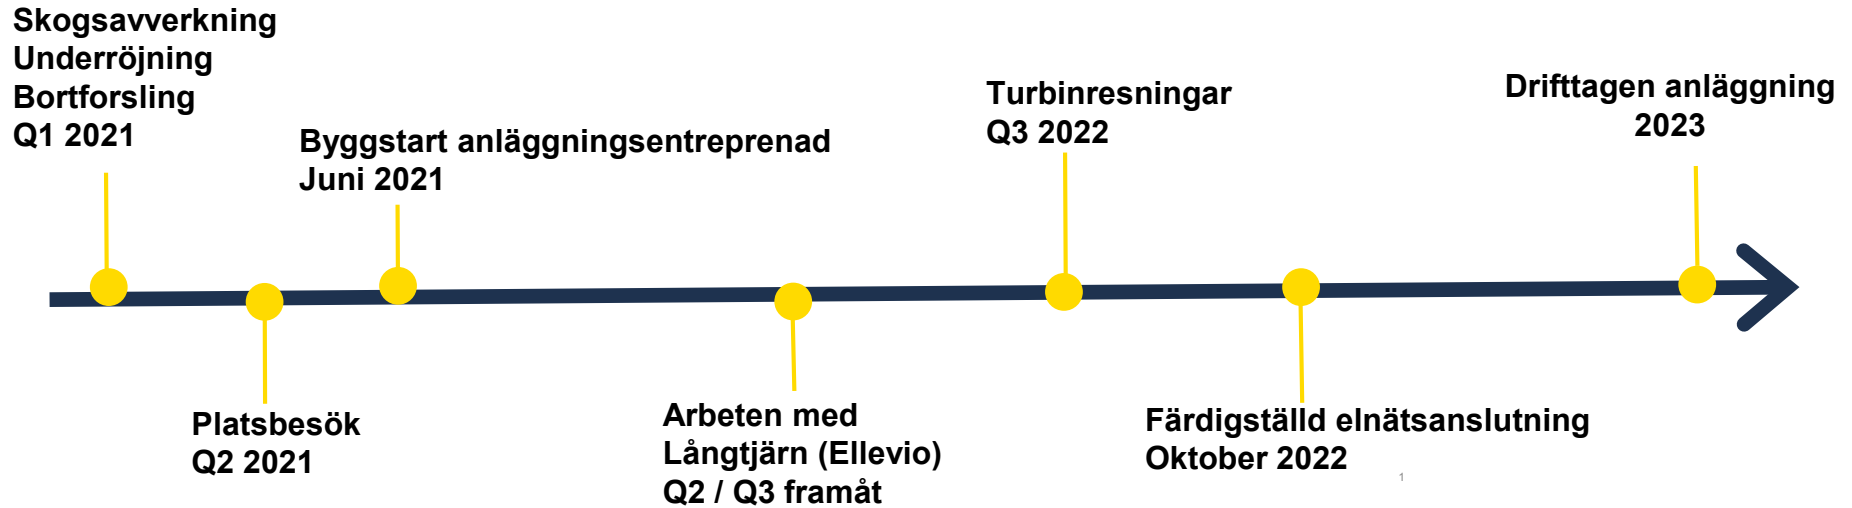 Skogsavverkning
Underröjning
Bortforsling
Q1 2021
Platsbesök
Q2 2021
Byggstart anläggningsentreprenad
Juni 2021
Arbeten med
Långtjärn (Ellevio)
Q2 / Q3 framåt
Turbinresningar
Q3 2022
Färdigställd elnätsanslutning
Oktober 2022
1
Drifttagen anläggning
2023